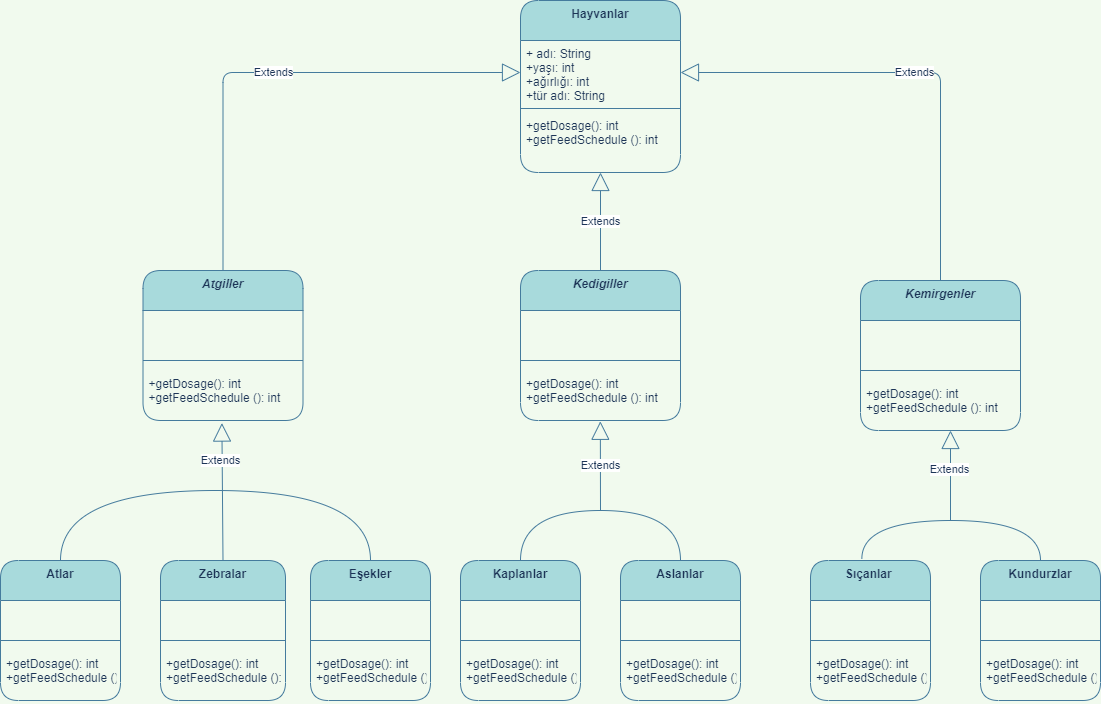 Hayvanlar
+ adı: String
+yaşı: int
+ağırlığı: int
+tür adı: String
+getDosage(): int
+getFeedSchedule (): int
Extends
Extends
Extends
Atgiller
+getDosage(): int
+getFeedSchedule (): int
Kedigiller
+getDosage(): int
+getFeedSchedule (): int
Kemirgenler
+getDosage(): int
+getFeedSchedule (): int
Extends
Extends
Extends
Atlar
+getDosage(): int
+getFeedSchedule ()
Zebralar
+getDosage(): int
+getFeedSchedule ():
Eşekler
+getDosage(): int
+getFeedSchedule ()
Kaplanlar
+getDosage(): int
+getFeedSchedule ()
Aslanlar
+getDosage(): int
+getFeedSchedule ()
Sıçanlar
+getDosage(): int
+getFeedSchedule ()
Kundurzlar
+getDosage(): int
+getFeedSchedule ()